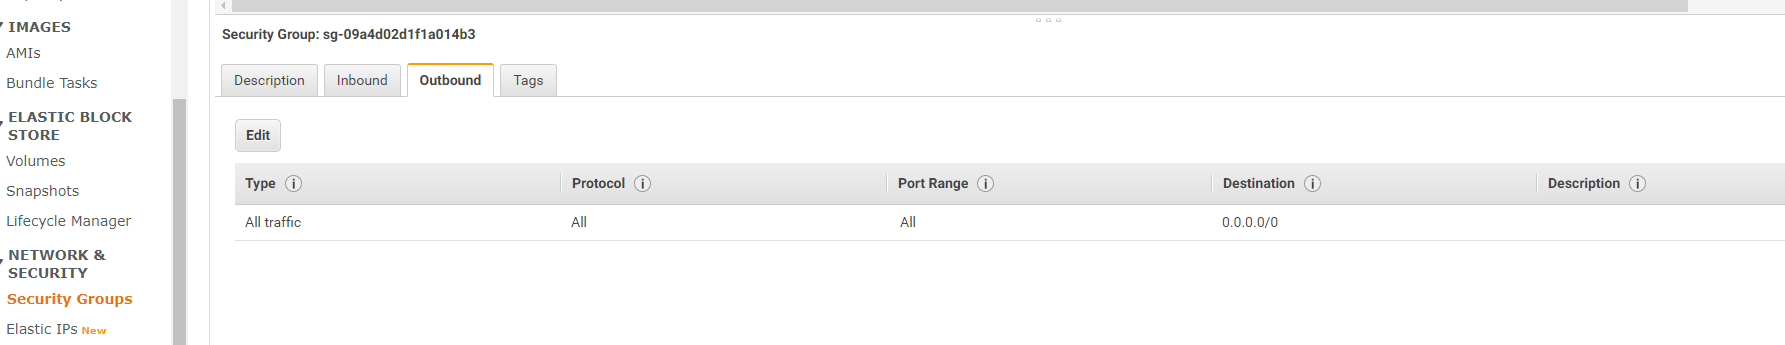 IMAGES
AMIs
Bundle Tasks
ELASTIC BLOCK
STORE
Volumes
Snapshots
Lifecycle Manager
NETWORK &
SECURITY
Security Groups
Elastic IPs New
Security Group: sg-09a4d02d1f1a014b3
Description Inbound Outbound Tags
Edit
Type Protocol Port Range Destination Description
All traffic All All 0.0.0.0/0